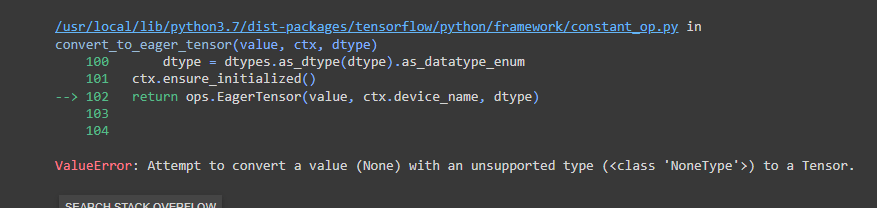 /usr/local/lib/python3.7/dist-packages/tensorflow/python/framework/constant_op.py in
convert_to_eager_tensor(value, ctx, dtype)
    100       dtype = dtypes.as_dtype(dtype).as_datatype_enum
    101   ctx.ensure_initialized()
--> 102   return ops.EagerTensor(value, ctx.device_name, dtype)
    103
    104
ValueError: Attempt to convert a value (None) with an unsupported type (<class 'NoneType'>) to a Tensor.
SEARCH STACK OVERFLOW